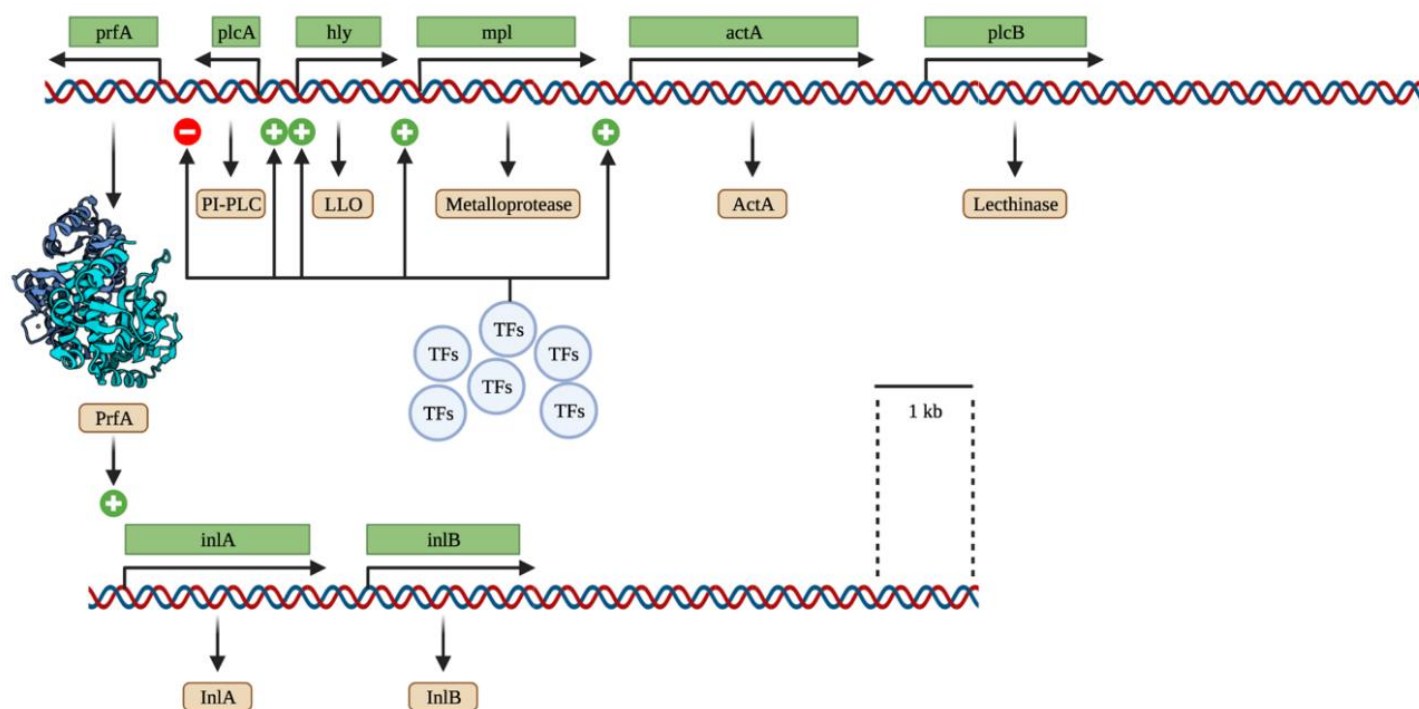 prfA
plcA
hly
mpl
actA
plcB
PI-PLC
LLO
Metalloprotease
ActA
Lecthinase
TFs
TFs
TFs
TFs
TFs
TFs
PrfA
1 kb
inlA
inlB
InlA
InlB